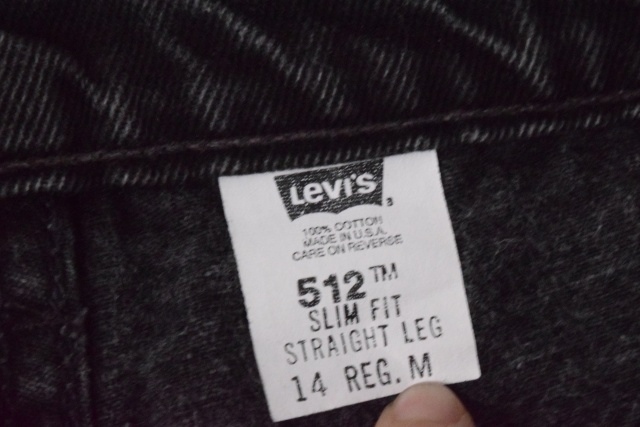 Levi's
100% COTTON
MADE IN U.S.A.
CARE ON REVERSE
512™
SLIM FIT
STRAIGHT LEG
14 REG. M